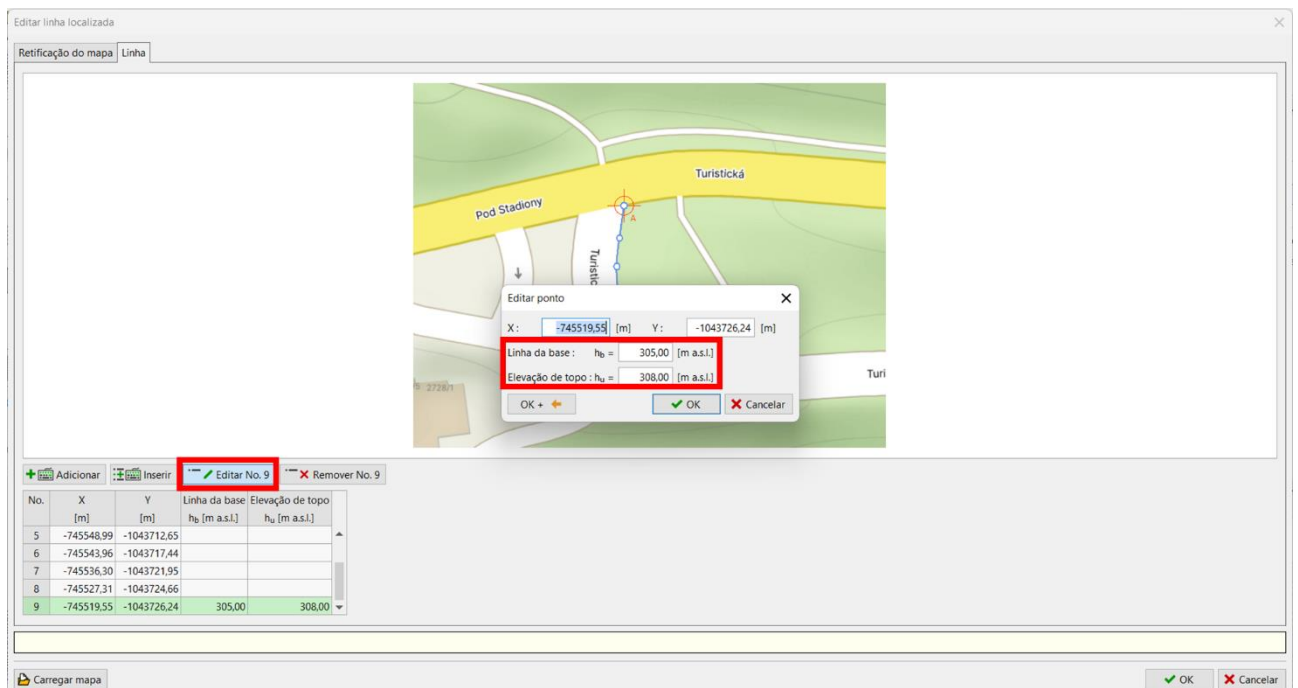 Editar linha localizada
Retificação do mapa Linha
Turistická
Pod Stadiony
A
Turistic
Editar ponto
X : -745519,55 [m] Y : -1043726,24 [m]
Linha da base : hb = 305,00 [m a.s.l.]
Elevação de topo : hu = 308,00 [m a.s.l.]
Turi
2728/1
OK + OK Cancelar
Adicionar Inserir Editar No. 9 Remover No. 9
No. X Y Linha da base Elevação de topo
[m] [m] hb [m a.s.l.] hu [m a.s.l.]
5 -745548,99 -1043712,65
6 -745543,96 -1043717,44
7 -745536,30 -1043721,95
8 -745527,31 -1043724,66
9 -745519,55 -1043726,24 305,00 308,00
Carregar mapa OK Cancelar